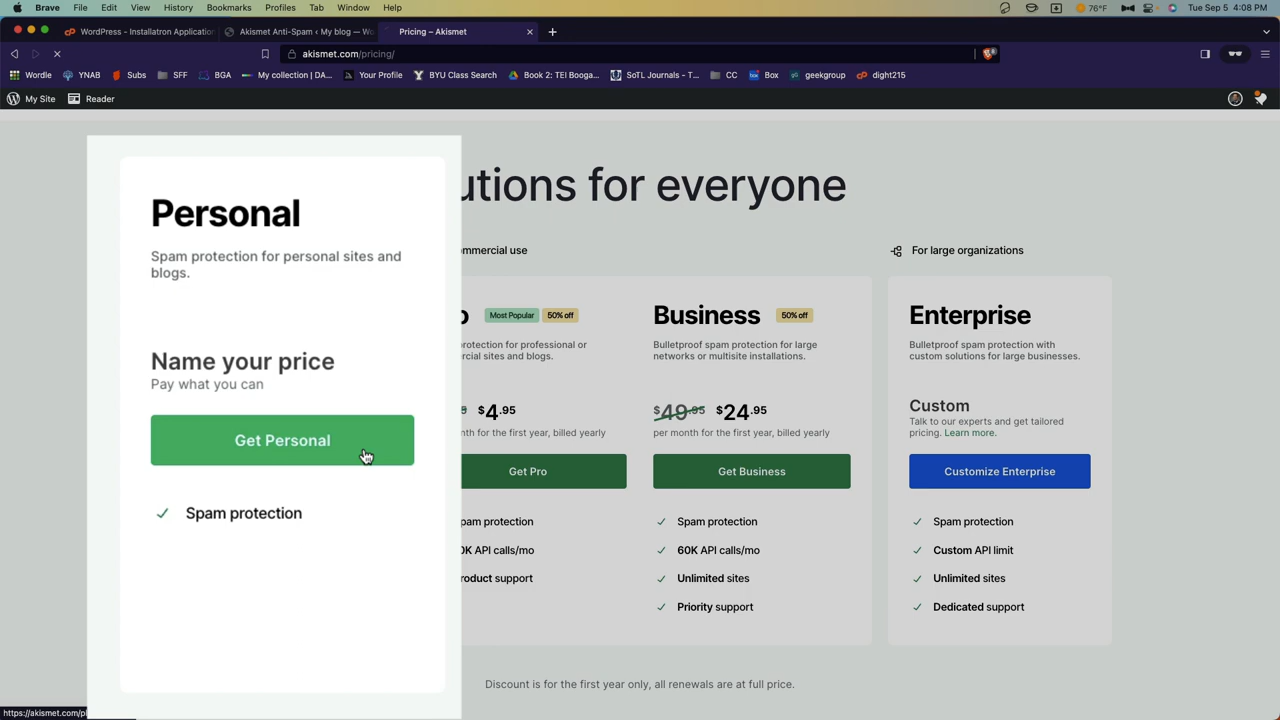 Brave File Edit View History Bookmarks Profiles Tab Window Help
76°F Tue Sep 5 4:08 PM
WordPress - Installatron Application
Akismet Anti-Spam ‹ My blog — Wo
Pricing – Akismet
akismet.com/pricing/
Wordle YNAB Subs SFF BGA My collection | DA... Your Profile BYU Class Search Book 2: TEI Booga... SoTL Journals - T... CC Box geekgroup dight215
My Site Reader
utions for everyone
ommercial use
For large organizations
Personal
Spam protection for personal sites and
blogs.
Name your price
Pay what you can
Get Personal
Spam protection
o Most Popular 50% off
protection for professional or
ercial sites and blogs.
$4.95
nth for the first year, billed yearly
Get Pro
pam protection
0K API calls/mo
roduct support
Business 50% off
Bulletproof spam protection for large
networks or multisite installations.
$49.95 $24.95
per month for the first year, billed yearly
Get Business
Spam protection
60K API calls/mo
Unlimited sites
Priority support
Enterprise
Bulletproof spam protection with
custom solutions for large businesses.
Custom
Talk to our experts and get tailored
pricing. Learn more.
Customize Enterprise
Spam protection
Custom API limit
Unlimited sites
Dedicated support
Discount is for the first year only, all renewals are at full price.
https://akismet.com/pl